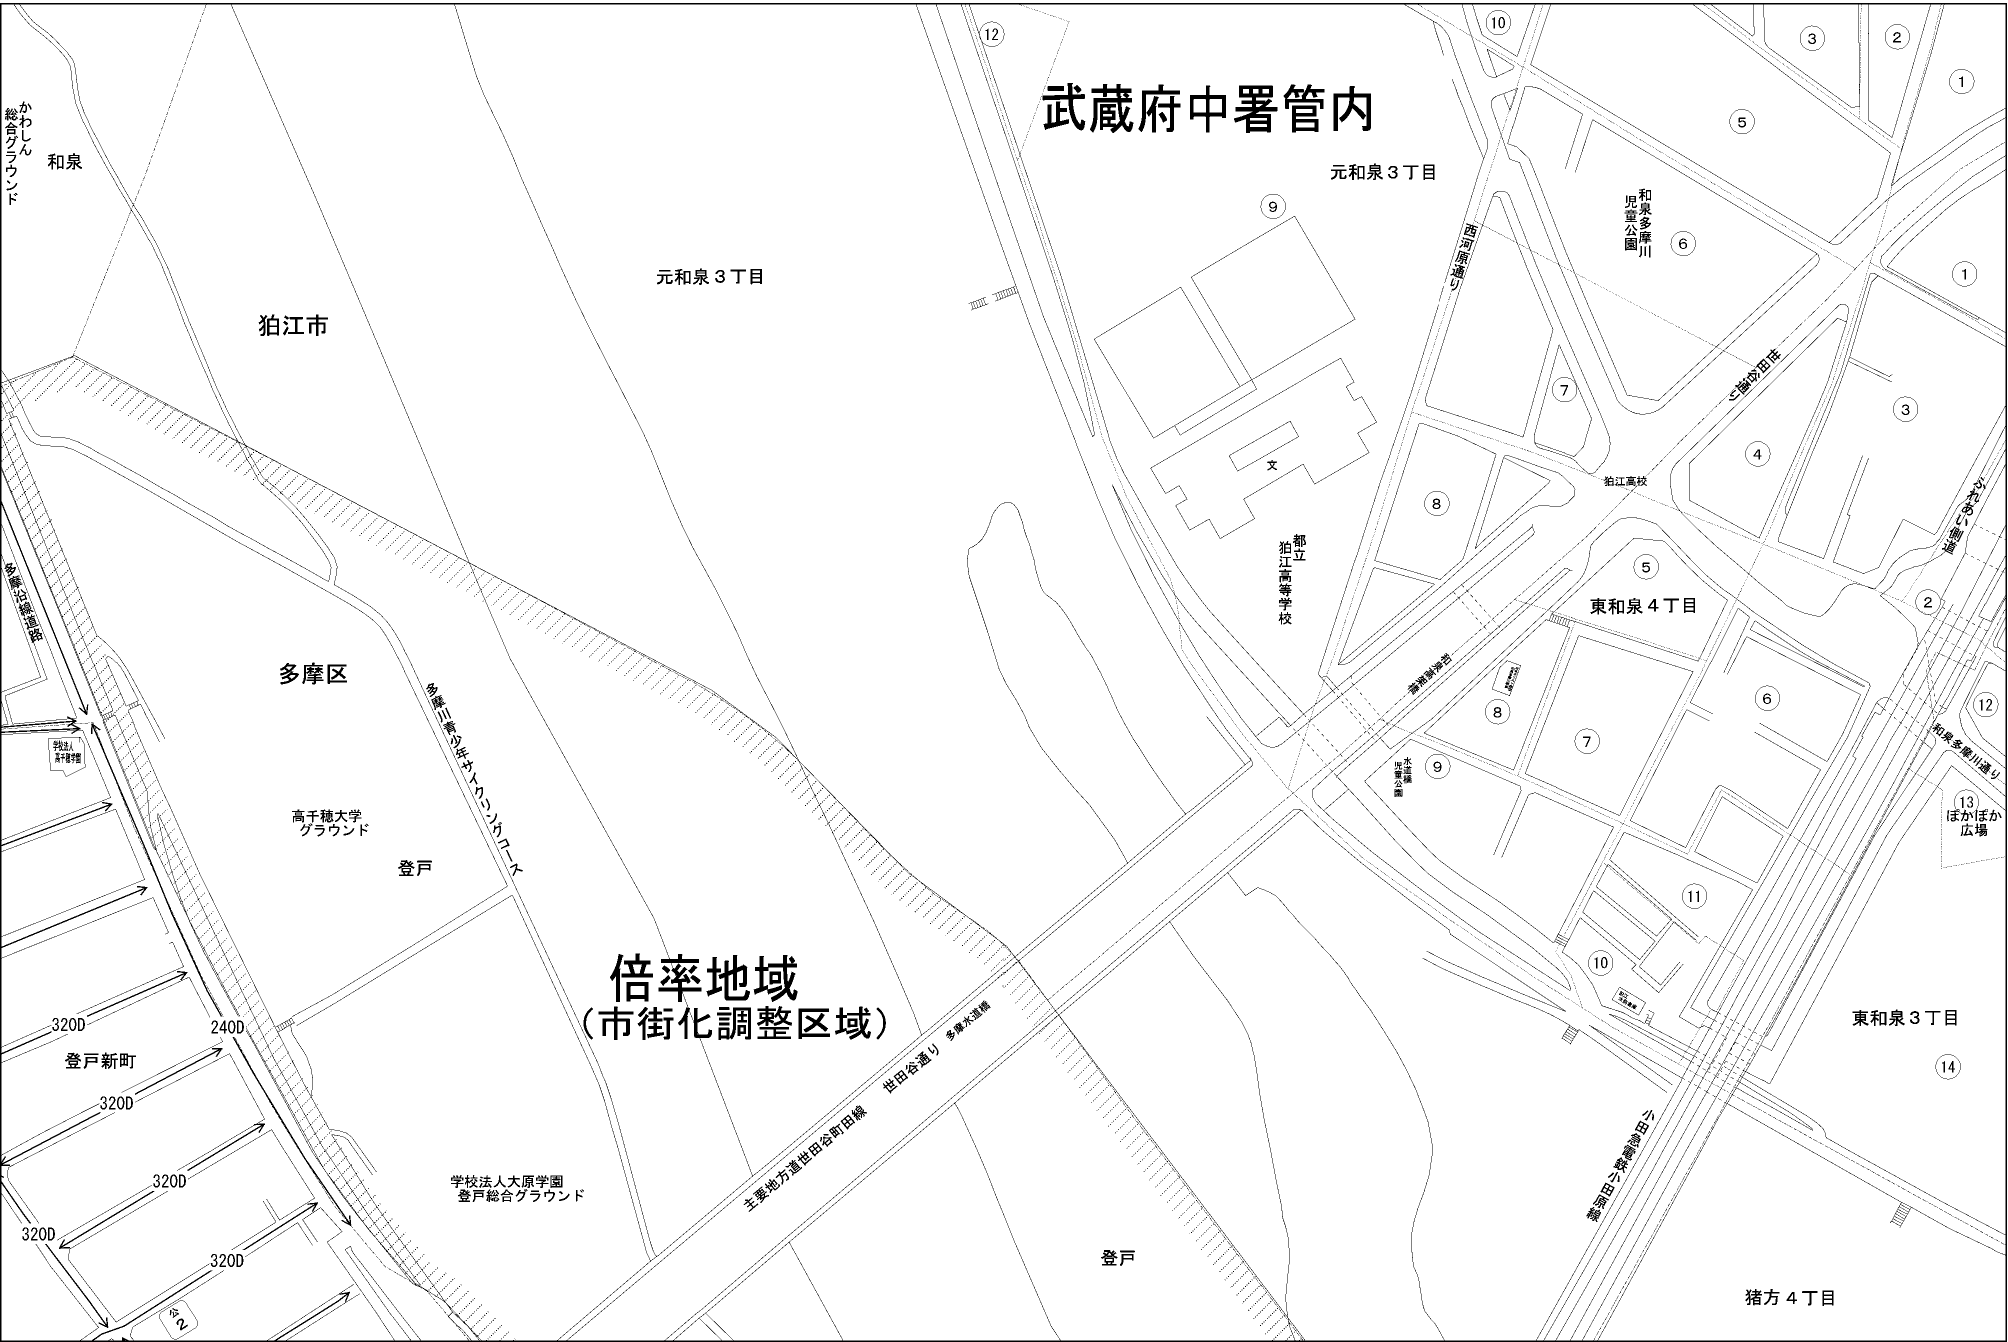 ⑫
⑩
③
②
①
⑤
武蔵府中署管内
かわしん
総合グラウンド
和泉
元和泉３丁目
⑨
和泉多摩川
児童公園
⑥
西河原通り
元和泉３丁目
①
狛江市
世田谷通り
⑦
③
④
文
狛江高校
⑧
ふれあい側道
都立
狛江高等学校
⑤
多摩沿線道路
東和泉４丁目
②
多摩区
和泉高架橋
⑧
⑥
⑫
多摩川青少年サイクリングコース
⑦
和泉多摩川通り
学校法人
高千穂学園
水道橋
児童公園
⑨
⑬
ぽかぽか
広場
高千穂大学
グラウンド
登戸
⑪
倍率地域
（市街化調整区域）
⑩
多摩水道橋
東和泉３丁目
320D
240D
世田谷通り
登戸新町
⑭
320D
主要地方道世田谷町田線
小田急電鉄小田原線
320D
学校法人大原学園
登戸総合グラウンド
320D
320D
登戸
猪方４丁目
公
2